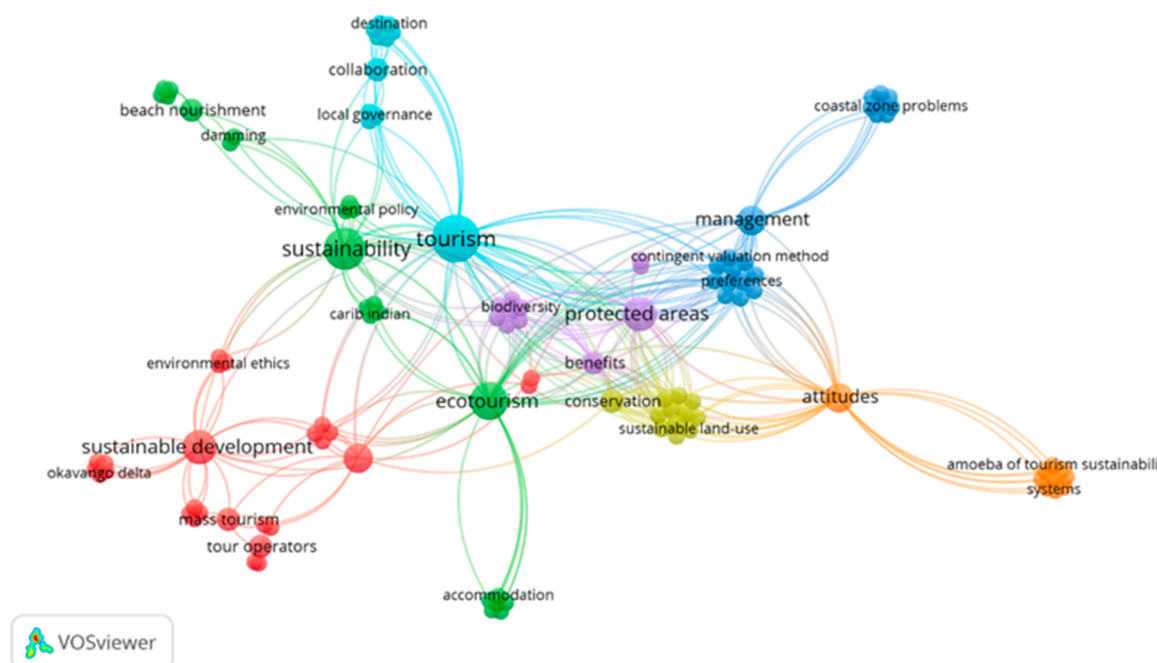 destination
collaboration
beach nourishment
local governance
coastal zone problems
damming
environmental policy
sustainability
tourism
management
contingent valuation method
preferences
carib indian
biodiversity
protected areas
environmental ethics
benefits
ecotourism
conservation
attitudes
sustainable land-use
sustainable development
okavango delta
amoeba of tourism sustainabili
systems
mass tourism
tour operators
accommodation
VOSviewer